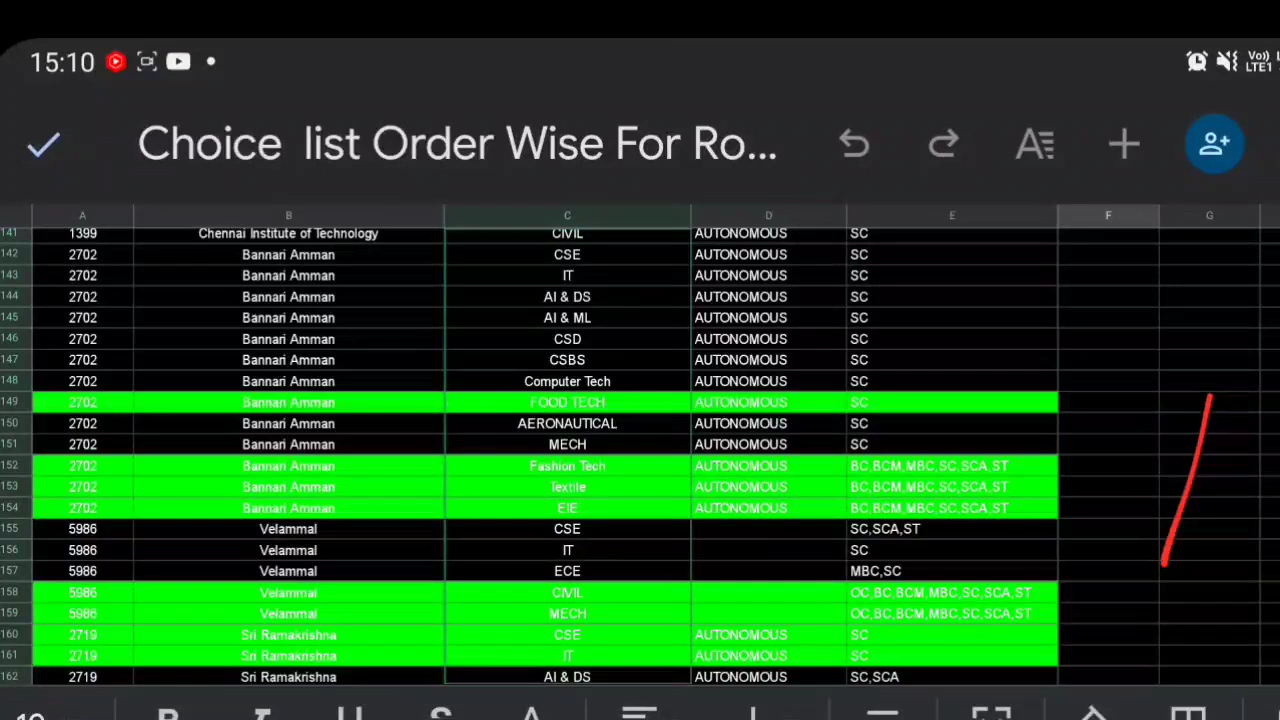 15:10 Vo) LTE1
Choice list Order Wise For Ro...
A B C D E F G
141 1399 Chennai Institute of Technology CIVIL AUTONOMOUS SC
142 2702 Bannari Amman CSE AUTONOMOUS SC
143 2702 Bannari Amman IT AUTONOMOUS SC
144 2702 Bannari Amman AI & DS AUTONOMOUS SC
145 2702 Bannari Amman AI & ML AUTONOMOUS SC
146 2702 Bannari Amman CSD AUTONOMOUS SC
147 2702 Bannari Amman CSBS AUTONOMOUS SC
148 2702 Bannari Amman Computer Tech AUTONOMOUS SC
149 2702 Bannari Amman FOOD TECH AUTONOMOUS SC
150 2702 Bannari Amman AERONAUTICAL AUTONOMOUS SC
151 2702 Bannari Amman MECH AUTONOMOUS SC
152 2702 Bannari Amman Fashion Tech AUTONOMOUS BC,BCM,MBC,SC,SCA,ST
153 2702 Bannari Amman Textile AUTONOMOUS BC,BCM,MBC,SC,SCA,ST
154 2702 Bannari Amman EIE AUTONOMOUS BC,BCM,MBC,SC,SCA,ST
155 5986 Velammal CSE SC,SCA,ST
156 5986 Velammal IT SC
157 5986 Velammal ECE MBC,SC
158 5986 Velammal CIVIL OC,BC,BCM,MBC,SC,SCA,ST
159 5986 Velammal MECH OC,BC,BCM,MBC,SC,SCA,ST
160 2719 Sri Ramakrishna CSE AUTONOMOUS SC
161 2719 Sri Ramakrishna IT AUTONOMOUS SC
162 2719 Sri Ramakrishna AI & DS AUTONOMOUS SC,SCA